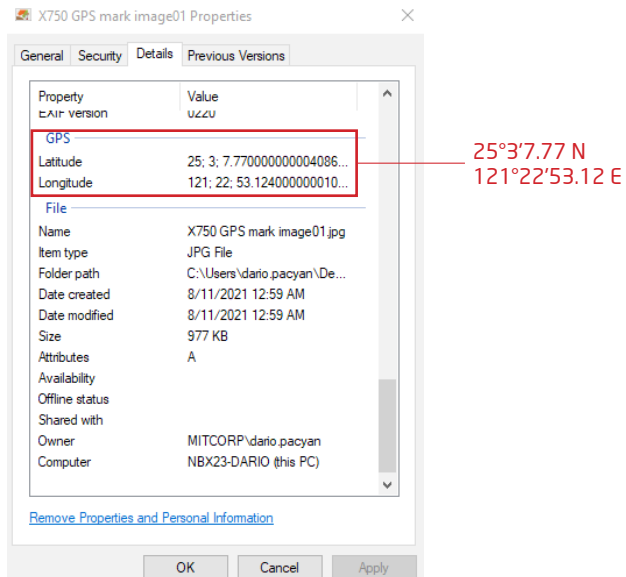 X750 GPS mark image01 Properties
General Security Details Previous Versions
Property Value
EXIF version 0220
GPS
Latitude 25; 3; 7.770000000004086...
Longitude 121; 22; 53.124000000010...
25°3'7.77 N
121°22'53.12 E
File
Name X750 GPS mark image01.jpg
Item type JPG File
Folder path C:\Users\dario.pacyan\De...
Date created 8/11/2021 12:59 AM
Date modified 8/11/2021 12:59 AM
Size 977 KB
Attributes A
Availability
Offline status
Shared with
Owner MITCORP\dario.pacyan
Computer NBX23-DARIO (this PC)
Remove Properties and Personal Information
OK Cancel Apply